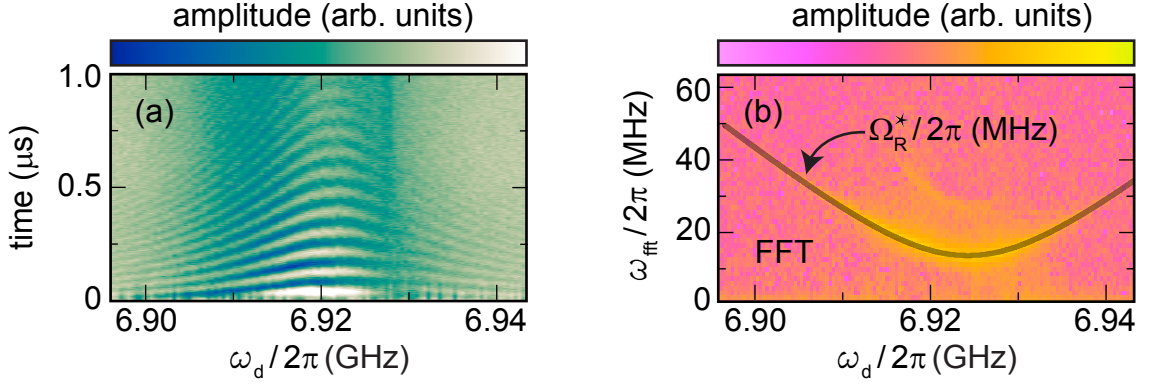 amplitude (arb. units)
(a)
time (μs)
1.0
0.5
0
6.90
6.92
6.94
ω_d / 2π (GHz)
amplitude (arb. units)
(b)
Ω_R^⋆ / 2π (MHz)
FFT
ω_fft / 2π (MHz)
60
40
20
0
6.90
6.92
6.94
ω_d / 2π (GHz)